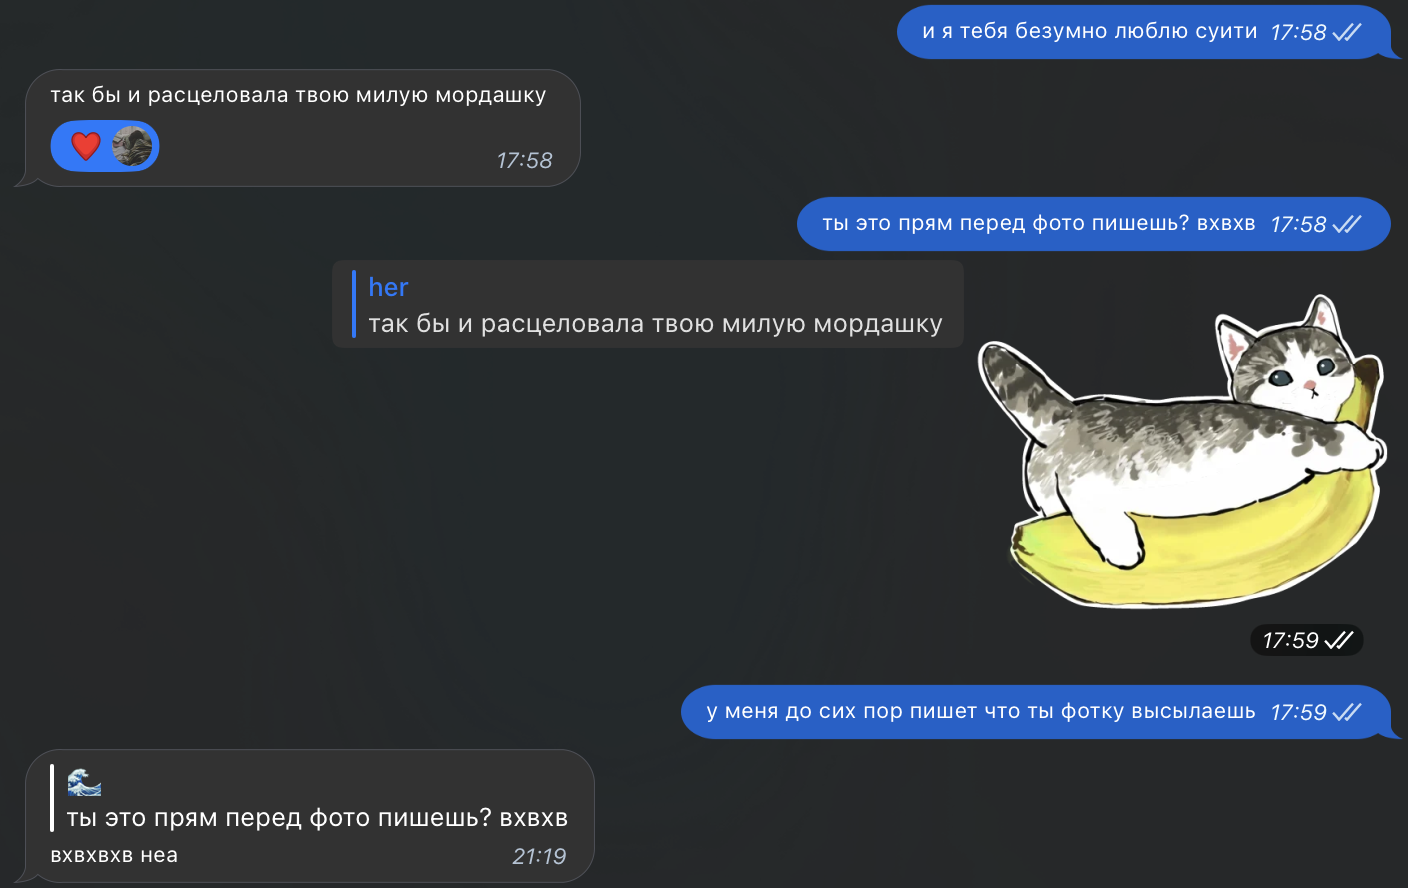 и я тебя безумно люблю суити 17:58
так бы и расцеловала твою милую мордашку
17:58
ты это прям перед фото пишешь? вхвхв 17:58
her
так бы и расцеловала твою милую мордашку
17:59
у меня до сих пор пишет что ты фотку высылаешь 17:59
🌊
ты это прям перед фото пишешь? вхвхв
вхвхвхв неа 21:19